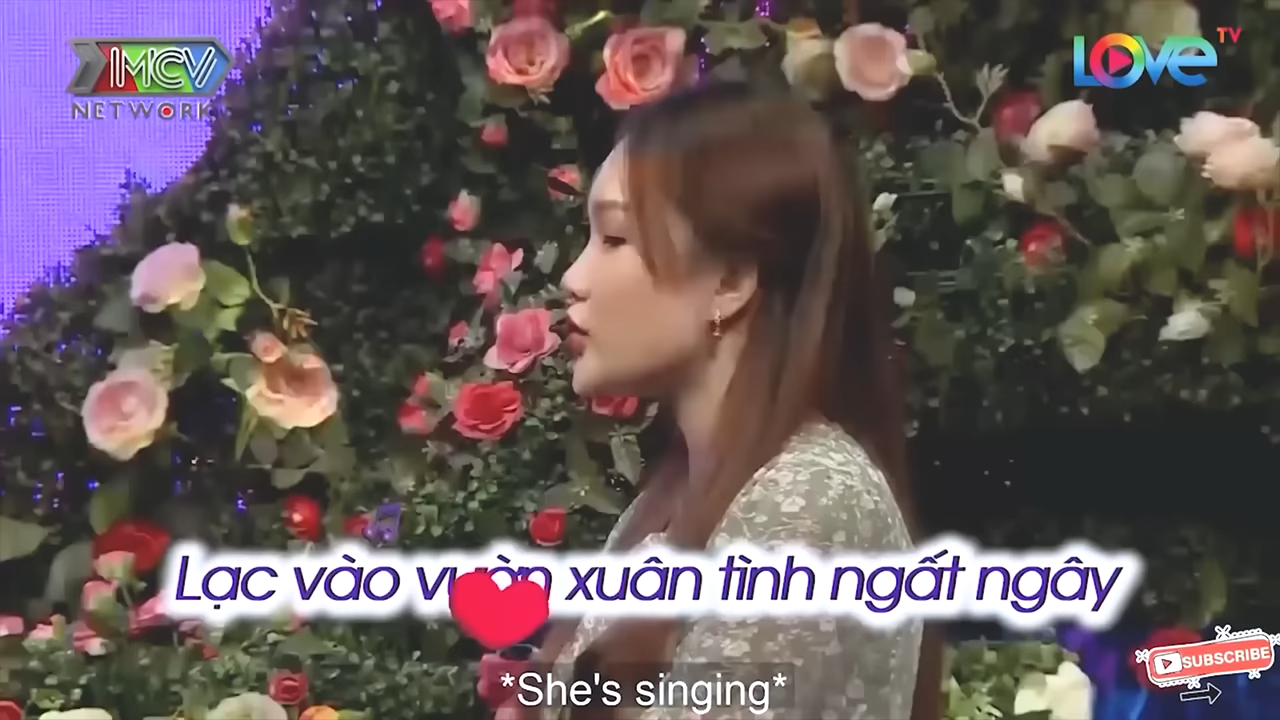 MCV
NETWORK
LOVE TV
Lạc vào vườn xuân tình ngất ngây
*She's singing*
SUBSCRIBE